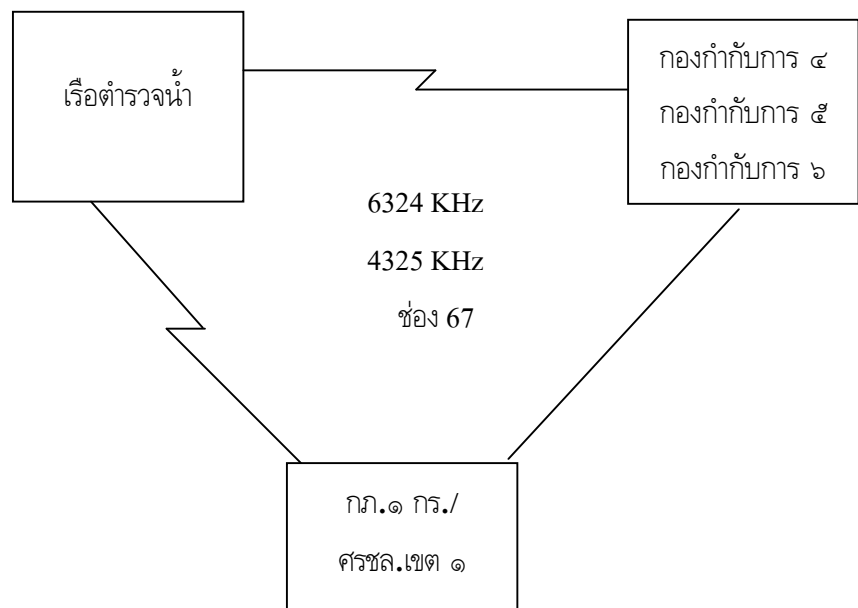 เรือตำรวจน้ำ
กองกำกับการ ๔
กองกำกับการ ๕
กองกำกับการ ๖
6324 KHz
4325 KHz
ช่อง 67
กภ.๑ กร./
ศรชล.เขต ๑